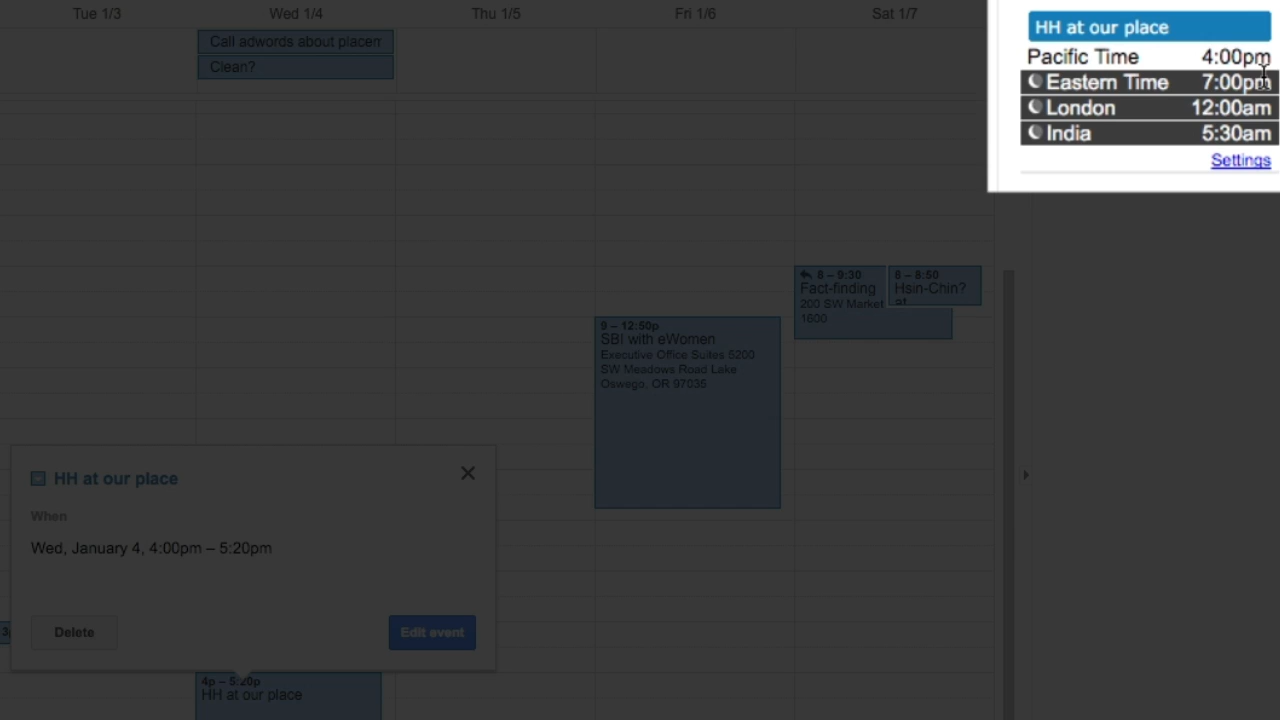 Tue 1/3
Wed 1/4
Thu 1/5
Fri 1/6
Sat 1/7
Call adwords about placem
Clean?
HH at our place
Pacific Time 4:00pm
Eastern Time 7:00pm
London 12:00am
India 5:30am
Settings
8 – 9:30
Fact-finding
200 SW Market
1600
8 – 8:50
Hsin-Chin?
at
9 – 12:50p
SBI with eWomen
Executive Office Suites 5200
SW Meadows Road Lake
Oswego, OR 97035
HH at our place
When
Wed, January 4, 4:00pm – 5:20pm
Delete
Edit event
4p – 5:20p
HH at our place